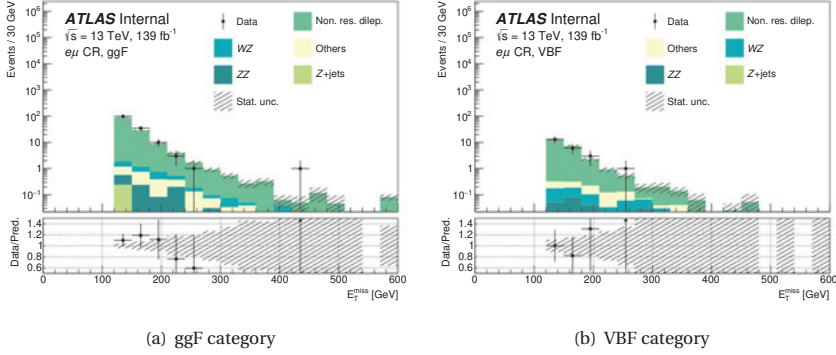 Events / 30 GeV
10⁶
10⁵
10⁴
10³
10²
10
1
10⁻¹
ATLAS Internal
√s = 13 TeV, 139 fb⁻¹
eμ CR, ggF
Data
Non. res. dilep.
WZ
Others
ZZ
Z+jets
Stat. unc.
Data/Pred.
1.4
1.2
1
0.8
0.6
0 100 200 300 400 500 600
E_T^miss [GeV]
(a) ggF category
Events / 30 GeV
10⁶
10⁵
10⁴
10³
10²
10
1
10⁻¹
ATLAS Internal
√s = 13 TeV, 139 fb⁻¹
eμ CR, VBF
Data
Non. res. dilep.
Others
WZ
ZZ
Z+jets
Stat. unc.
Data/Pred.
1.4
1.2
1
0.8
0.6
0 100 200 300 400 500 600
E_T^miss [GeV]
(b) VBF category